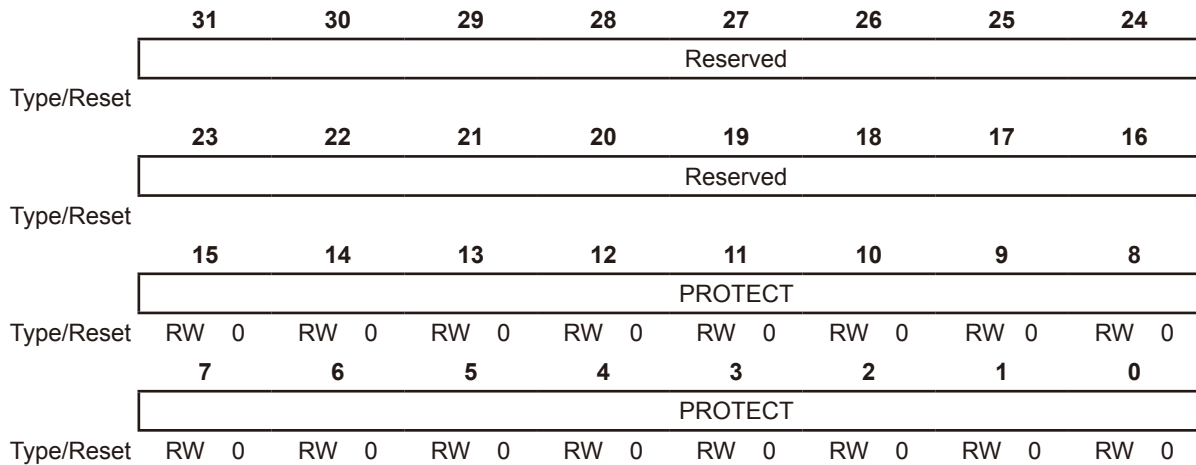 31 30 29 28 27 26 25 24
Reserved
Type/Reset
23 22 21 20 19 18 17 16
Reserved
Type/Reset
15 14 13 12 11 10 9 8
PROTECT
Type/Reset RW 0 RW 0 RW 0 RW 0 RW 0 RW 0 RW 0 RW 0
7 6 5 4 3 2 1 0
PROTECT
Type/Reset RW 0 RW 0 RW 0 RW 0 RW 0 RW 0 RW 0 RW 0